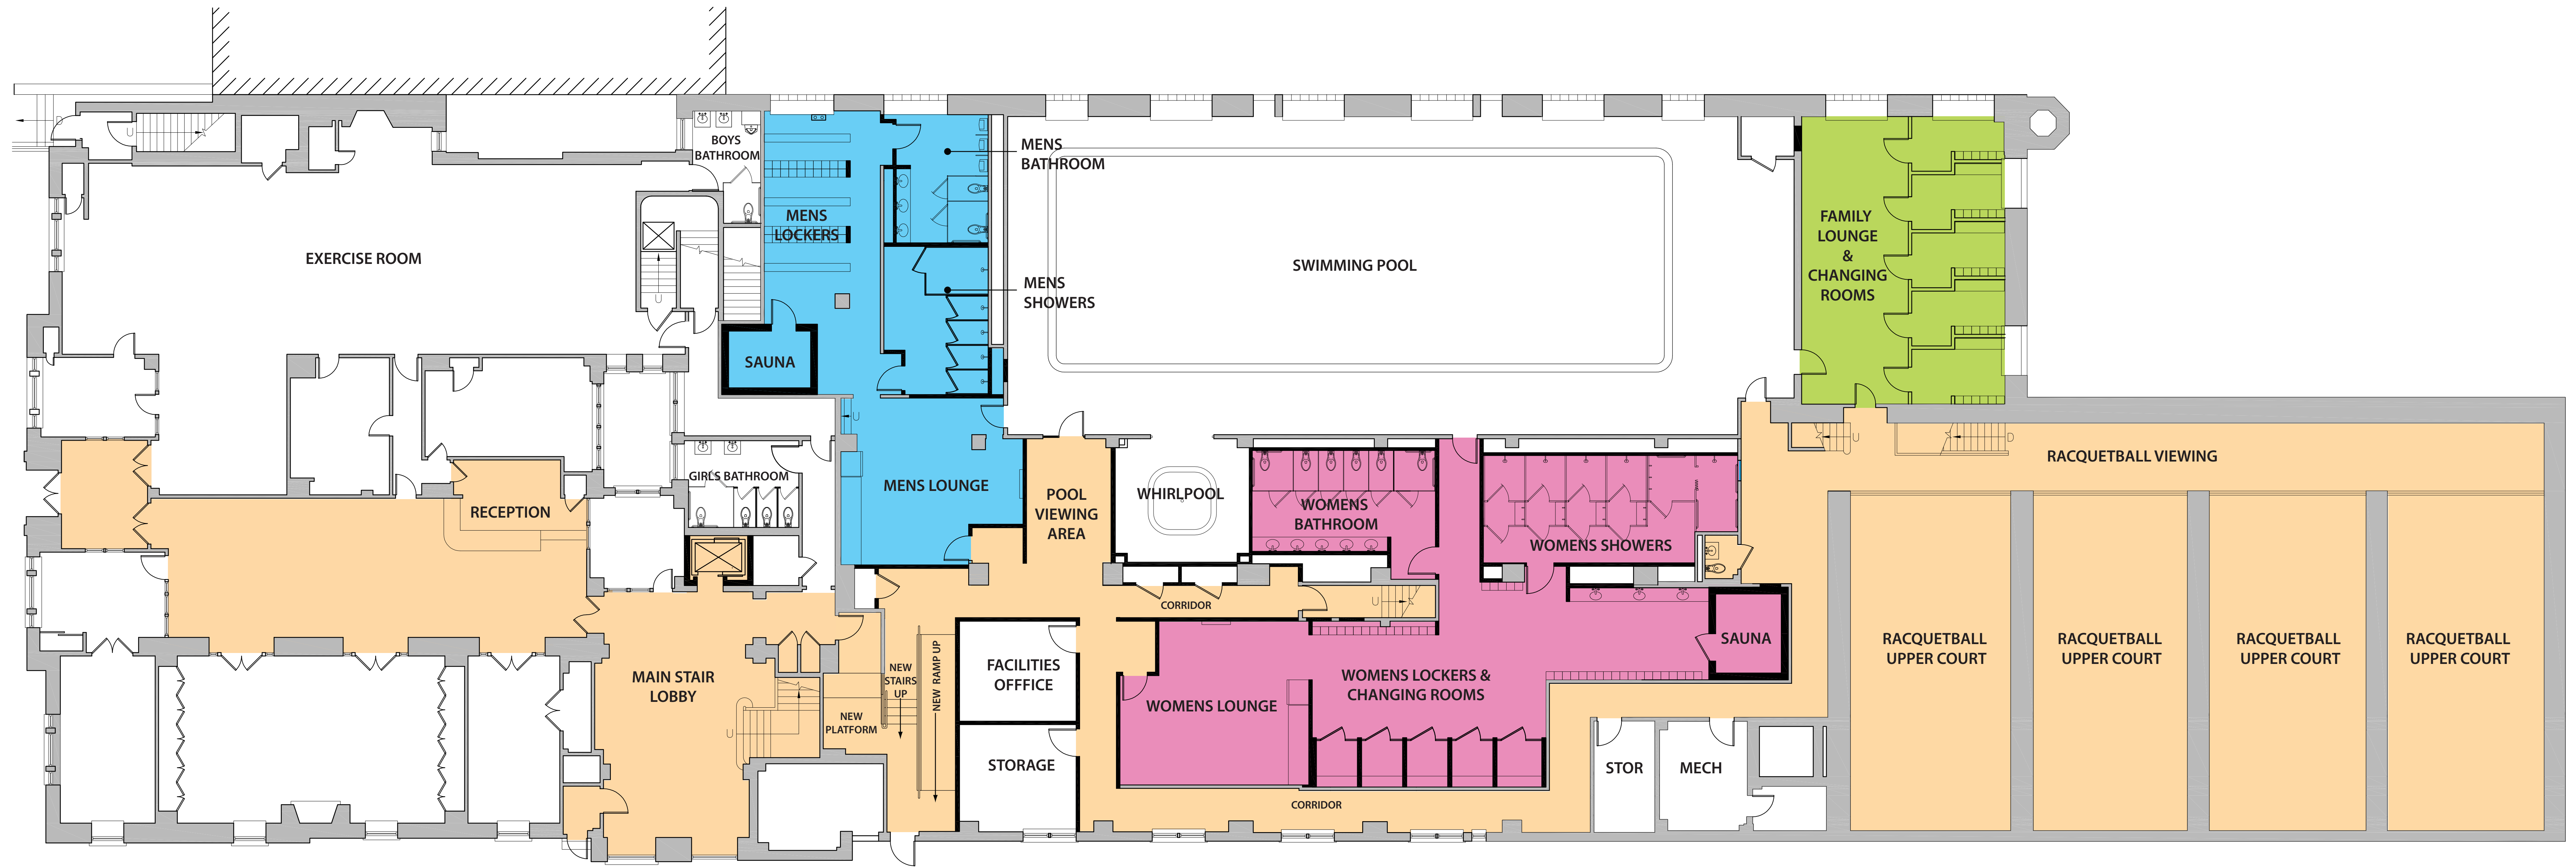 BOYS
BATHROOM
MENS
BATHROOM
MENS
LOCKERS
FAMILY
LOUNGE
&
CHANGING
ROOMS
EXERCISE ROOM
SWIMMING POOL
MENS
SHOWERS
U
SAUNA
U
U
U
D
RACQUETBALL VIEWING
GIRLS BATHROOM
MENS LOUNGE
POOL
VIEWING
AREA
WHIRLPOOL
WOMENS
BATHROOM
RECEPTION
WOMENS SHOWERS
CORRIDOR
U
SAUNA
RACQUETBALL
UPPER COURT
RACQUETBALL
UPPER COURT
RACQUETBALL
UPPER COURT
RACQUETBALL
UPPER COURT
MAIN STAIR
LOBBY
NEW
STAIRS
UP
NEW RAMP UP
FACILITIES
OFFFICE
WOMENS LOCKERS &
CHANGING ROOMS
WOMENS LOUNGE
NEW
PLATFORM
U
STORAGE
STOR
MECH
CORRIDOR